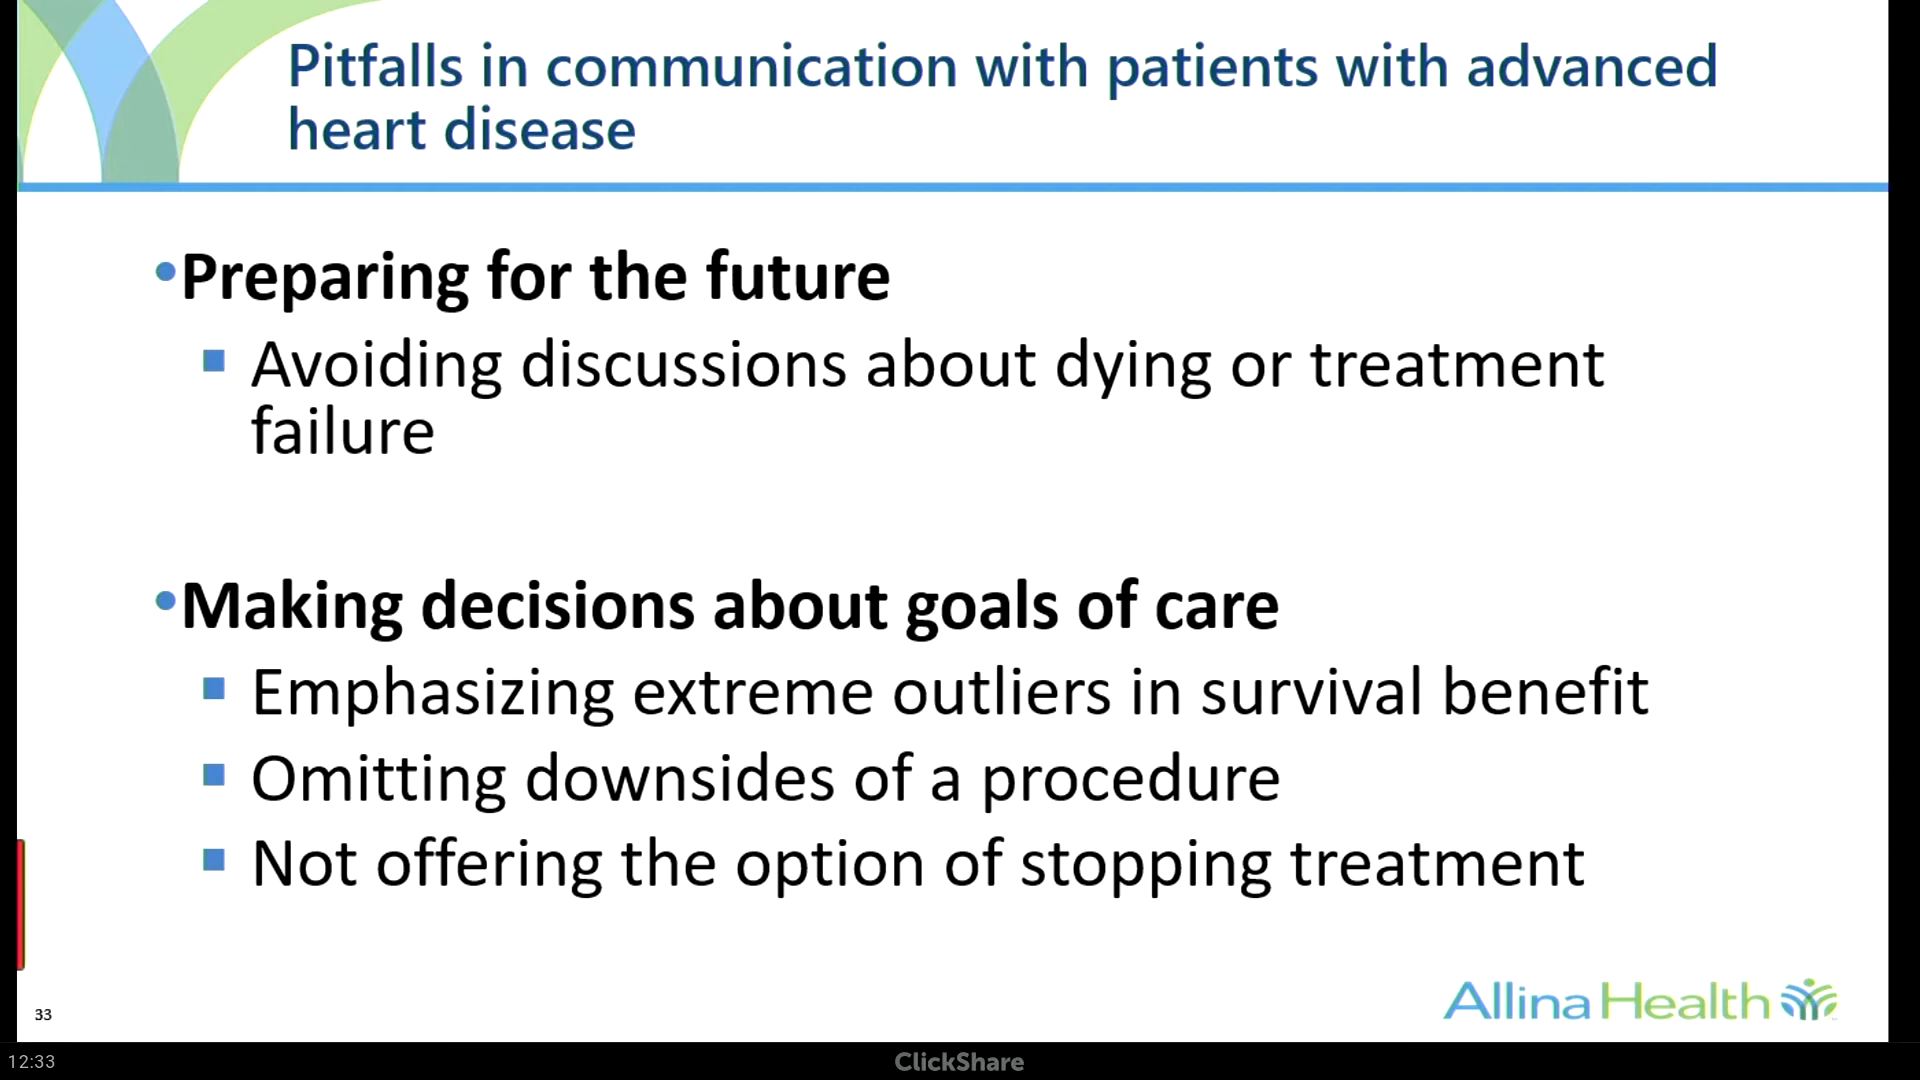 Pitfalls in communication with patients with advanced
heart disease
•Preparing for the future
▪ Avoiding discussions about dying or treatment
failure
•Making decisions about goals of care
▪ Emphasizing extreme outliers in survival benefit
▪ Omitting downsides of a procedure
▪ Not offering the option of stopping treatment
33
Allina Health
12:33
ClickShare